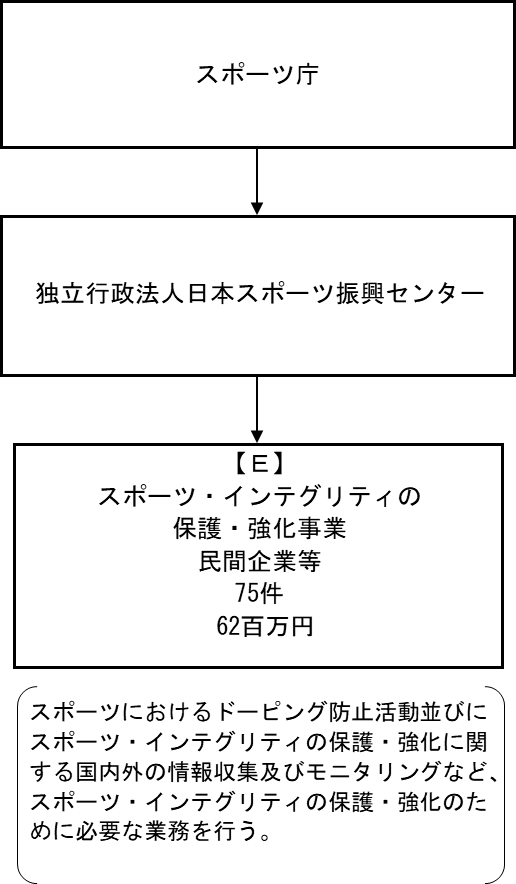 スポーツ庁
独立行政法人日本スポーツ振興センター
【Ｅ】
スポーツ・インテグリティの
保護・強化事業
民間企業等
75件
62百万円
スポーツにおけるドーピング防止活動並びに
スポーツ・インテグリティの保護・強化に関
する国内外の情報収集及びモニタリングなど、
スポーツ・インテグリティの保護・強化のた
めに必要な業務を行う。